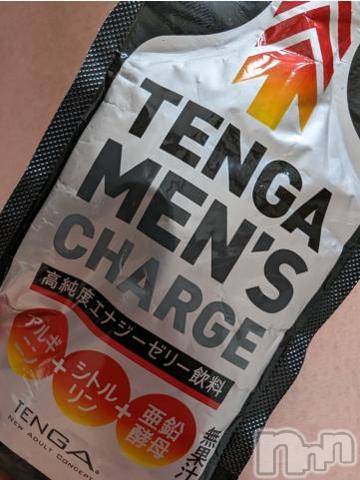 TENGA
MEN'S
CHARGE
高純度エナジーゼリー飲料
アルギニン+シトルリン+亜鉛酵母
無果汁
TENGA®
NEW ADULT CONCEPT
nnn